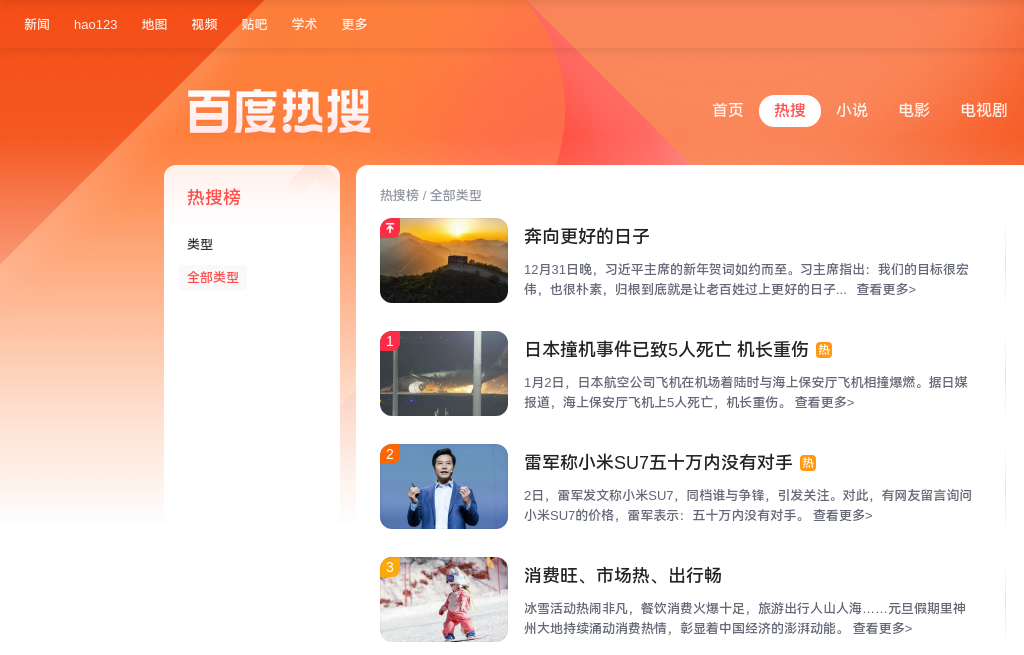 新闻 hao123 地图 视频 贴吧 学术 更多
百度热搜
首页 热搜 小说 电影 电视剧
热搜榜
类型
全部类型
热搜榜 / 全部类型
奔向更好的日子
12月31日晚，习近平主席的新年贺词如约而至。习主席指出：我们的目标很宏
伟，也很朴素，归根到底就是让老百姓过上更好的日子... 查看更多>
1
日本撞机事件已致5人死亡 机长重伤 热
1月2日，日本航空公司飞机在机场着陆时与海上保安厅飞机相撞爆燃。据日媒
报道，海上保安厅飞机上5人死亡，机长重伤。 查看更多>
2
雷军称小米SU7五十万内没有对手 热
2日，雷军发文称小米SU7，同档谁与争锋，引发关注。对此，有网友留言询问
小米SU7的价格，雷军表示：五十万内没有对手。 查看更多>
3
消费旺、市场热、出行畅
冰雪活动热闹非凡，餐饮消费火爆十足，旅游出行人山人海……元旦假期里神
州大地持续涌动消费热情，彰显着中国经济的澎湃动能。 查看更多>